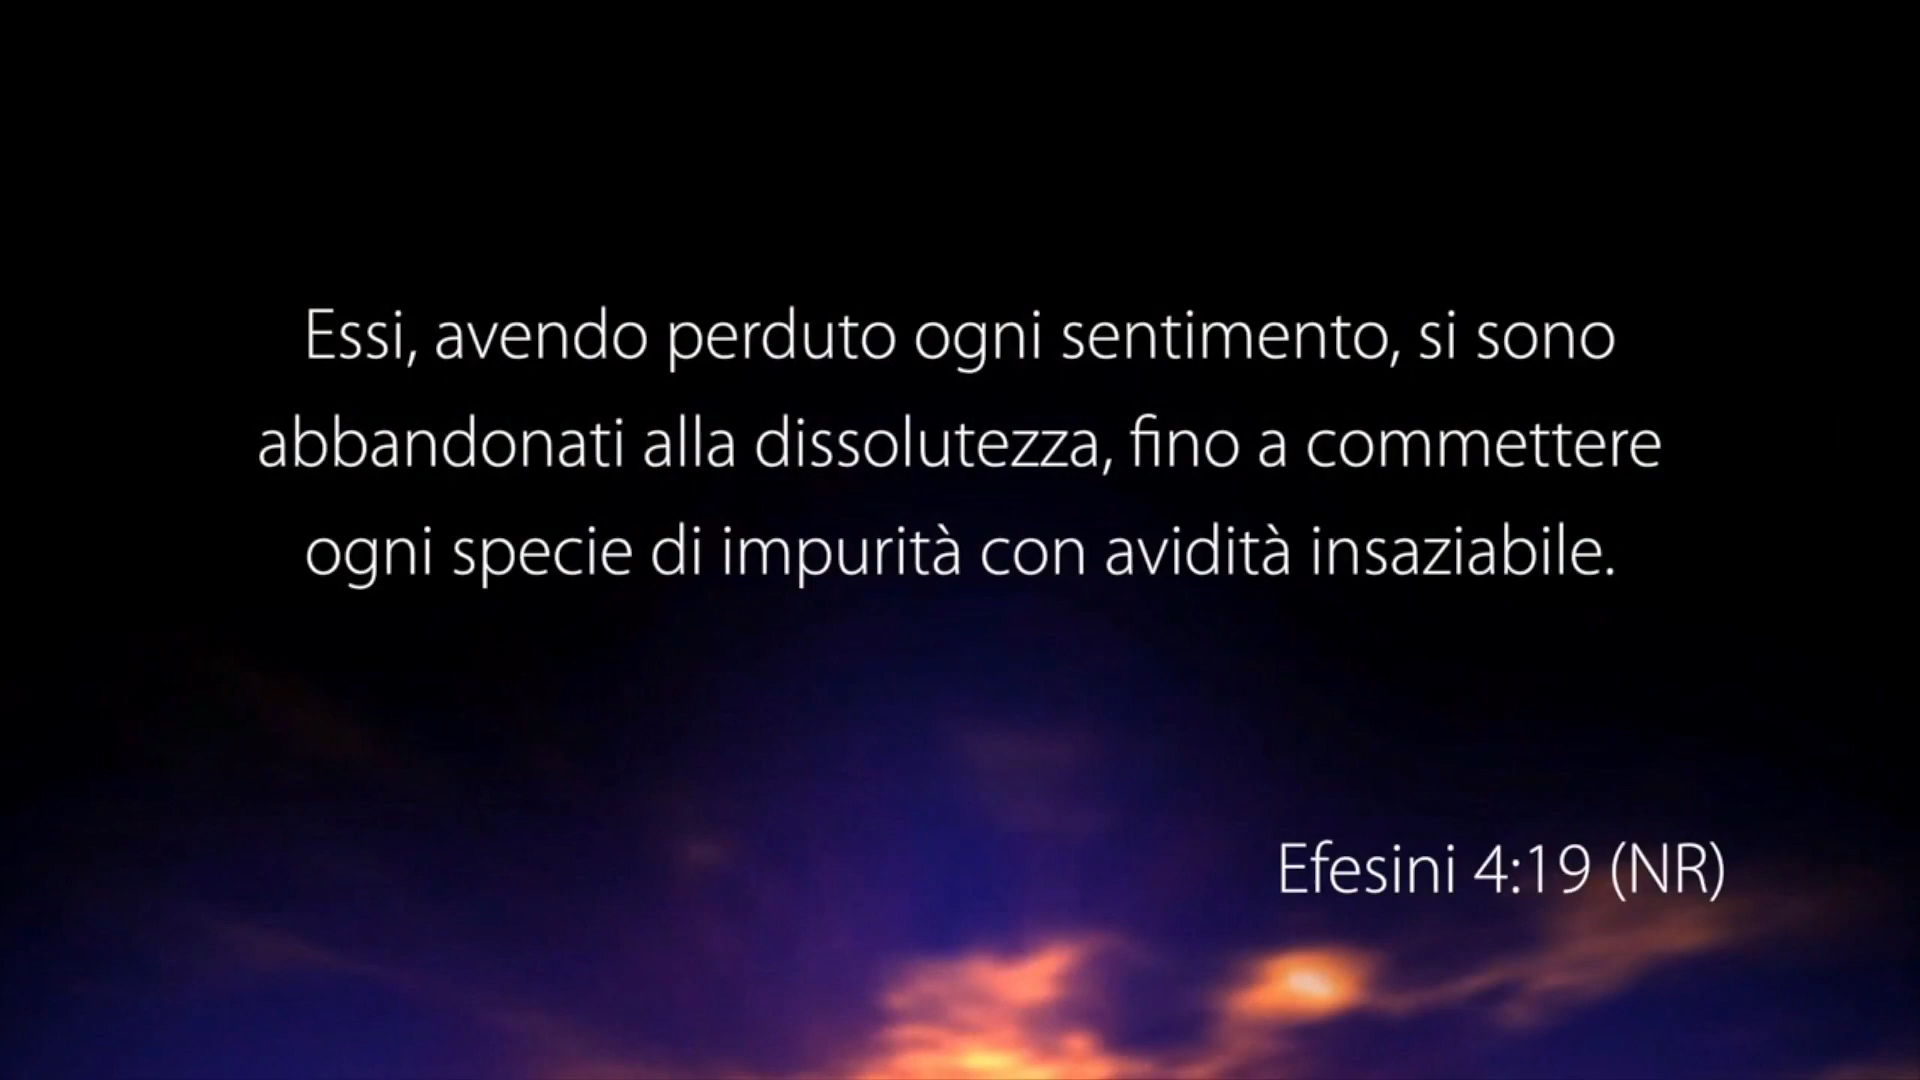 Essi, avendo perduto ogni sentimento, si sono
abbandonati alla dissolutezza, fino a commettere
ogni specie di impurità con avidità insaziabile.
Efesini 4:19 (NR)